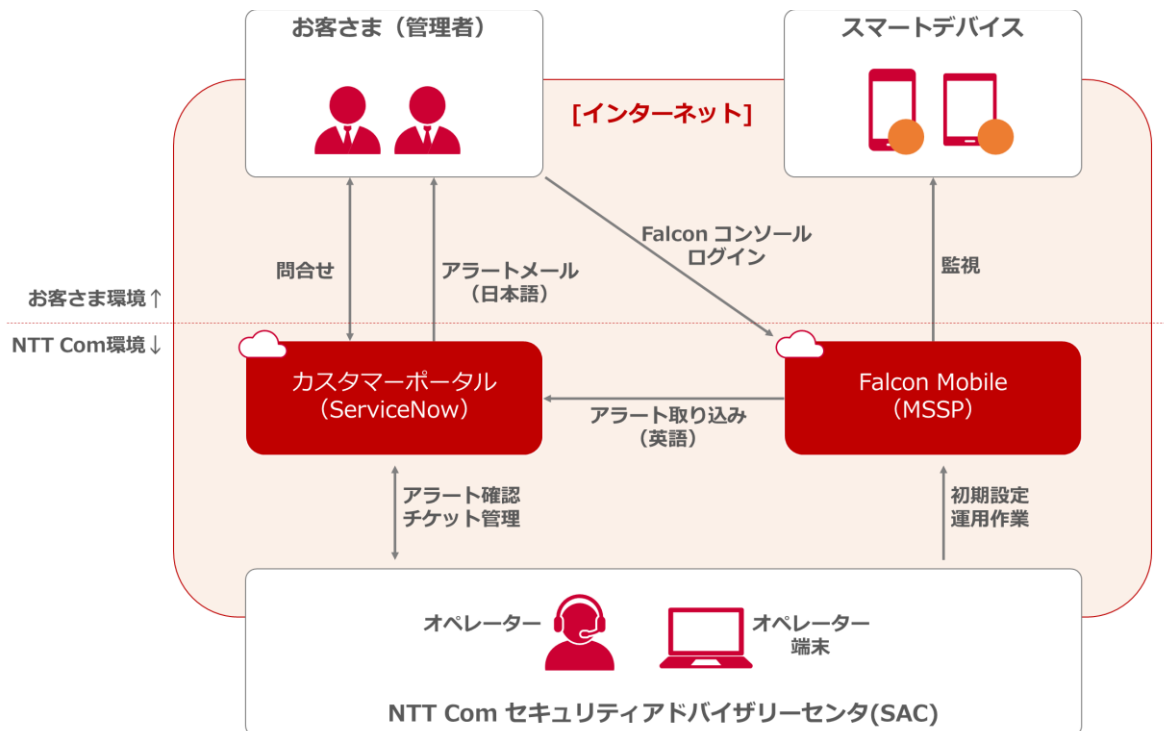 お客さま（管理者）
スマートデバイス
[インターネット]
Falcon コンソール
ログイン
問合せ
アラートメール
（日本語）
監視
お客さま環境↑
NTT Com環境↓
カスタマーポータル
（ServiceNow）
Falcon Mobile
（MSSP）
アラート取り込み
（英語）
アラート確認
チケット管理
初期設定
運用作業
オペレーター
オペレーター
端末
NTT Com セキュリティアドバイザリーセンタ(SAC)